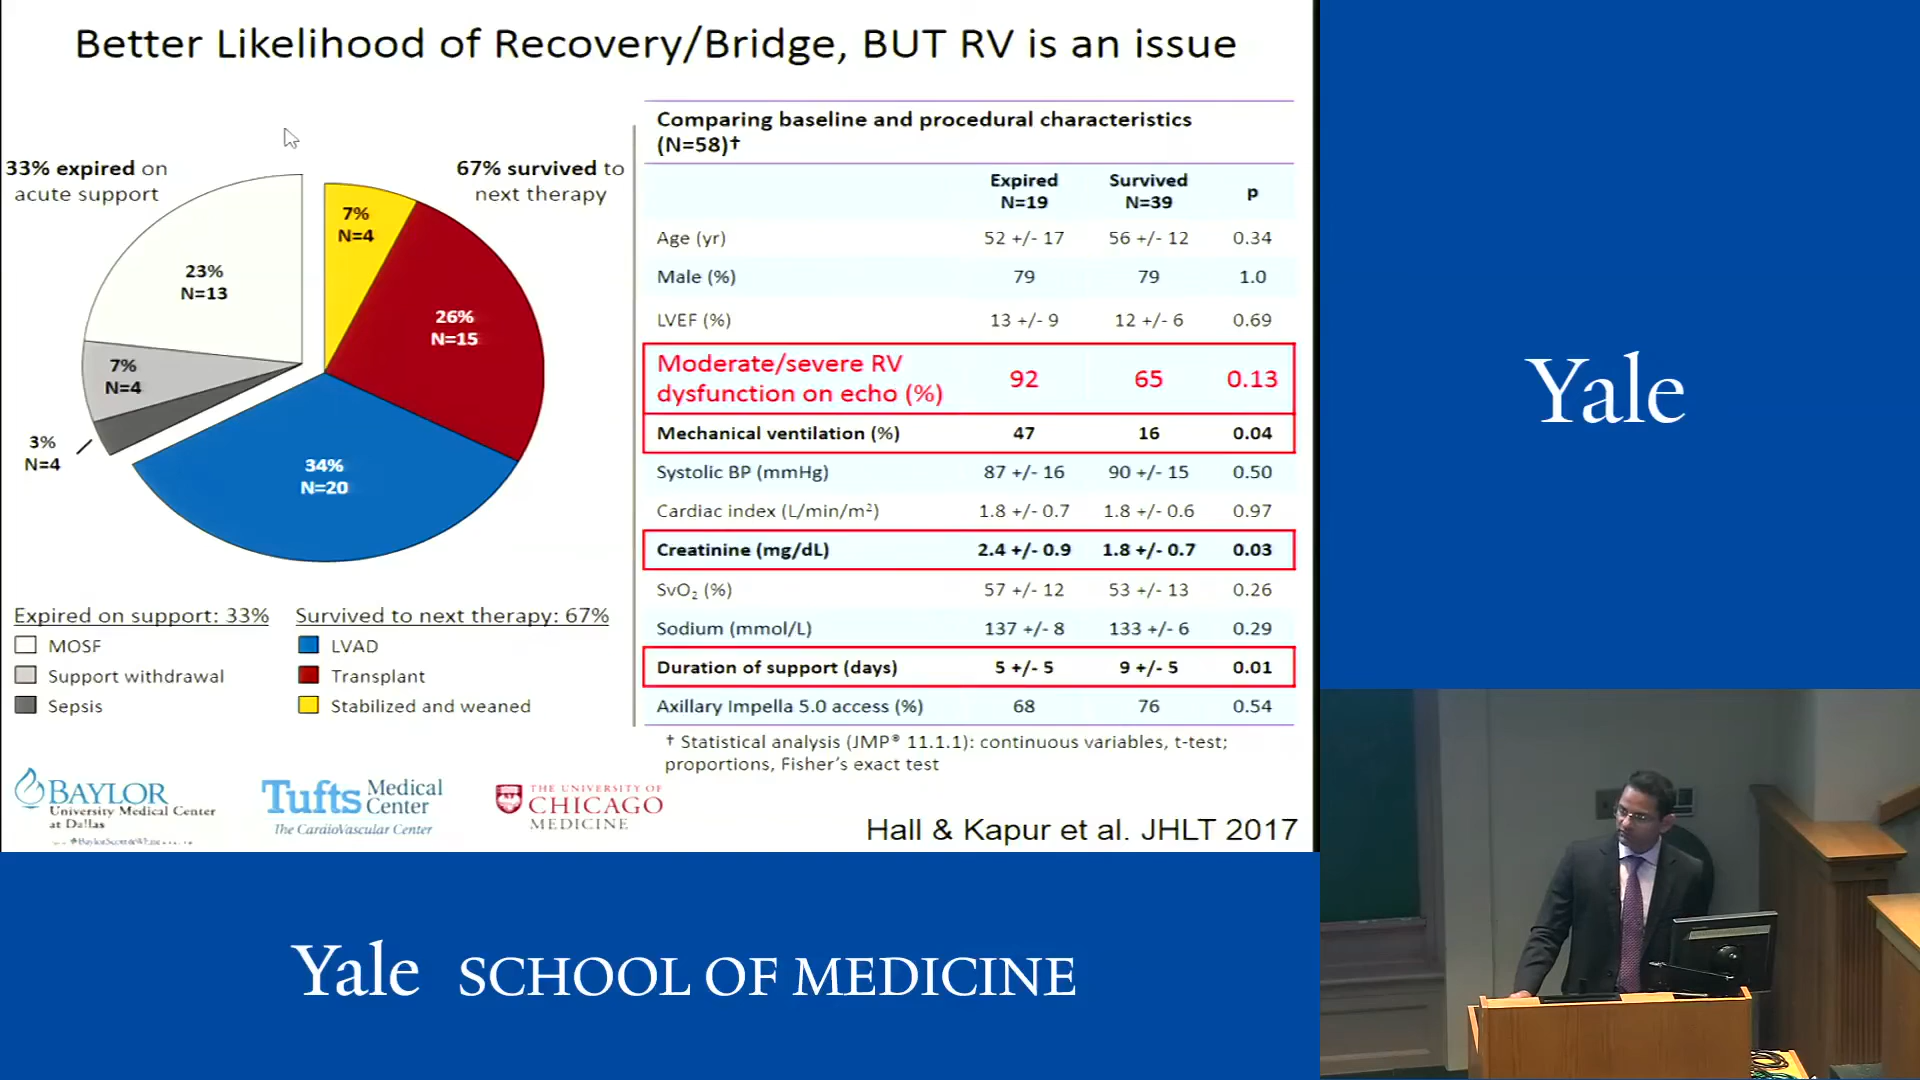 Better Likelihood of Recovery/Bridge, BUT RV is an issue
33% expired on
acute support
67% survived to
next therapy
7%
N=4
23%
N=13
26%
N=15
7%
N=4
3%
N=4
34%
N=20
Expired on support: 33%
MOSF
Support withdrawal
Sepsis
Survived to next therapy: 67%
LVAD
Transplant
Stabilized and weaned
Comparing baseline and procedural characteristics
(N=58)†
Expired N=19 Survived N=39 p
Age (yr) 52 +/- 17 56 +/- 12 0.34
Male (%) 79 79 1.0
LVEF (%) 13 +/- 9 12 +/- 6 0.69
Moderate/severe RV
dysfunction on echo (%) 92 65 0.13
Mechanical ventilation (%) 47 16 0.04
Systolic BP (mmHg) 87 +/- 16 90 +/- 15 0.50
Cardiac index (L/min/m²) 1.8 +/- 0.7 1.8 +/- 0.6 0.97
Creatinine (mg/dL) 2.4 +/- 0.9 1.8 +/- 0.7 0.03
SvO₂ (%) 57 +/- 12 53 +/- 13 0.26
Sodium (mmol/L) 137 +/- 8 133 +/- 6 0.29
Duration of support (days) 5 +/- 5 9 +/- 5 0.01
Axillary Impella 5.0 access (%) 68 76 0.54
† Statistical analysis (JMP® 11.1.1): continuous variables, t-test;
proportions, Fisher's exact test
BAYLOR
University Medical Center
at Dallas
Tufts Medical
Center
The CardioVascular Center
THE UNIVERSITY OF
CHICAGO
MEDICINE
Hall & Kapur et al. JHLT 2017
Yale
Yale SCHOOL OF MEDICINE